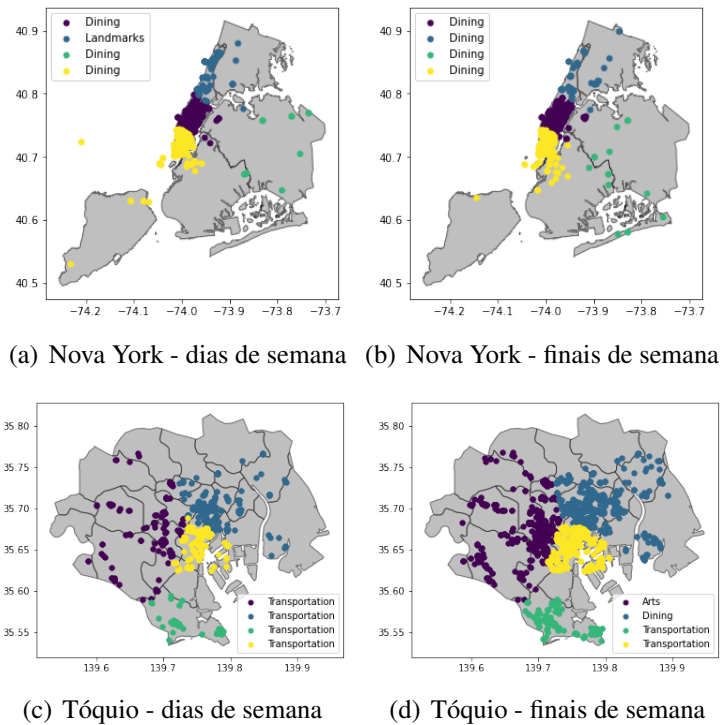 Dining
Landmarks
Dining
Dining
40.9
40.8
40.7
40.6
40.5
−74.2
−74.1
−74.0
−73.9
−73.8
−73.7
Dining
Dining
Dining
Dining
40.9
40.8
40.7
40.6
40.5
−74.2
−74.1
−74.0
−73.9
−73.8
−73.7
(a) Nova York - dias de semana
(b) Nova York - finais de semana
35.80
35.75
35.70
35.65
35.60
35.55
Transportation
Transportation
Transportation
Transportation
139.6
139.7
139.8
139.9
35.80
35.75
35.70
35.65
35.60
35.55
Arts
Dining
Transportation
Transportation
139.6
139.7
139.8
139.9
(c) Tóquio - dias de semana
(d) Tóquio - finais de semana